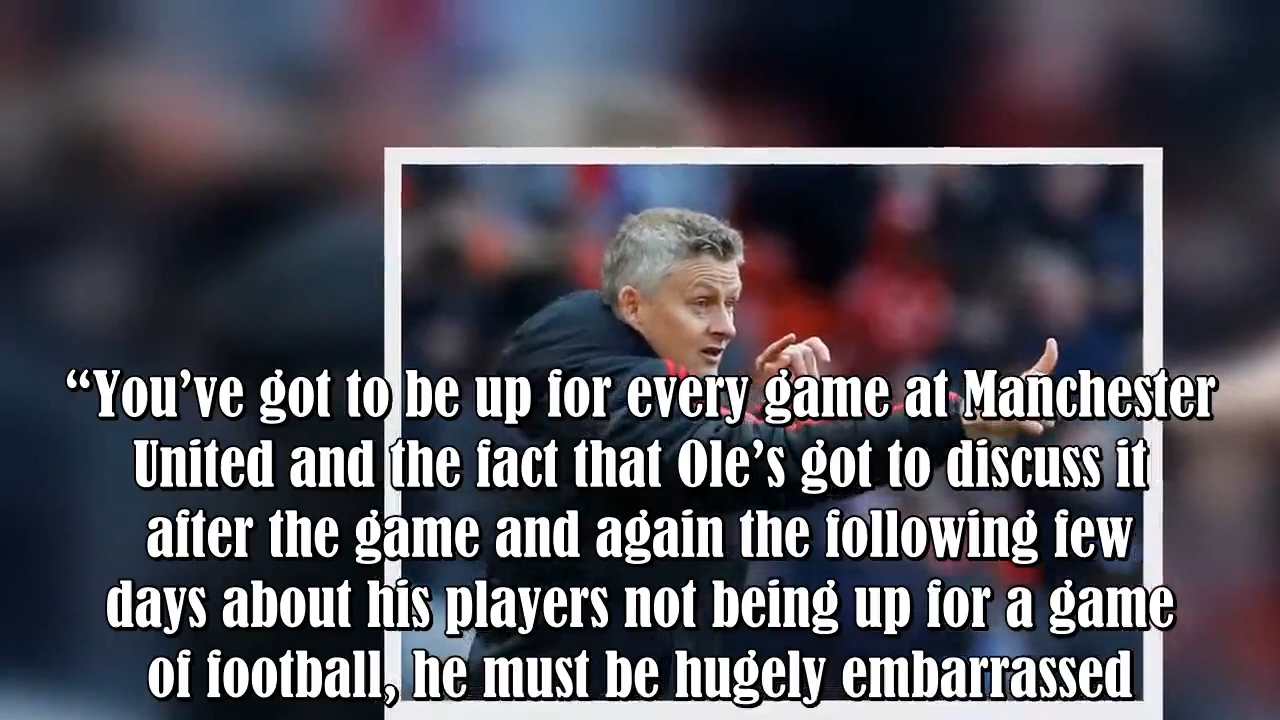 “You’ve got to be up for every game at Manchester
United and the fact that Ole’s got to discuss it
after the game and again the following few
days about his players not being up for a game
of football, he must be hugely embarrassed